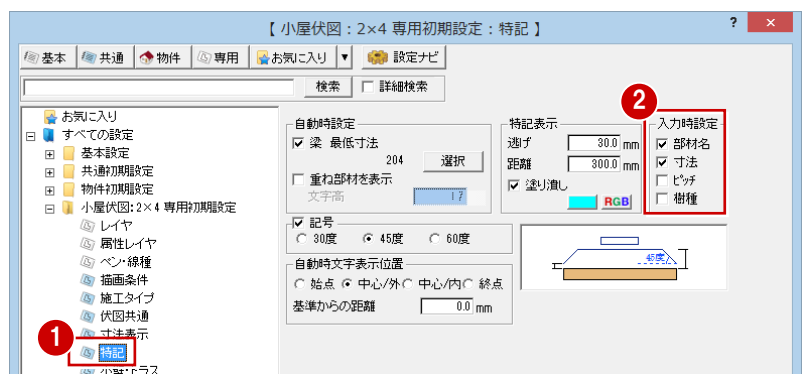 【 小屋伏図：2×4 専用初期設定：特記 】
? ×
基本 共通 物件 専用 お気に入り ▼ 設定ナビ
検索 詳細検索
お気に入り
すべての設定
基本設定
共通初期設定
物件初期設定
小屋伏図:2×4 専用初期設定
レイヤ
属性レイヤ
ペン・線種
描画条件
施工タイプ
伏図共通
寸法表示
1
特記
小屋・トラス
自動時設定
梁 最低寸法
204 選択
重ね部材を表示
文字高 17
記号
30度 45度 60度
自動時文字表示位置
始点 中心/外 中心/内 終点
基準からの距離 0.0 mm
特記表示
逃げ 30.0 mm
距離 300.0 mm
塗り潰し
RGB
2
入力時設定
部材名
寸法
ピッチ
樹種
45度